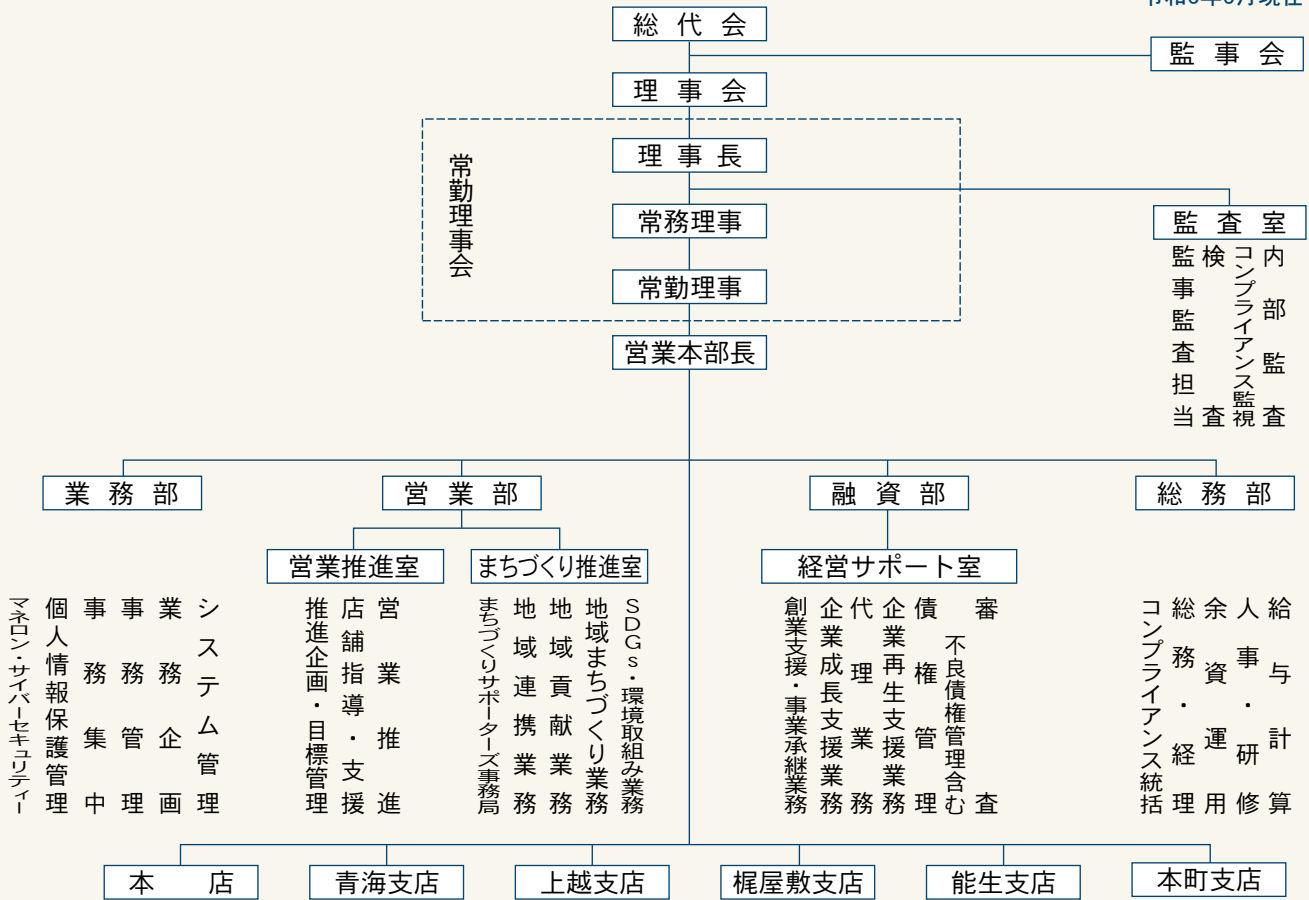 総代会
監事会
理事会
常勤理事会
理事長
常務理事
常勤理事
監査室
内部監査
コンプライアンス監視
検査
監事監査担当
営業本部長
業務部
営業部
融資部
総務部
営業推進室
まちづくり推進室
経営サポート室
システム管理
業務企画
事務管理
事務集中
個人情報保護管理
マネロン・サイバーセキュリティー
営業推進
店舗指導・支援
推進企画・目標管理
SDGs・環境取組み業務
地域まちづくり業務
地域貢献業務
地域連携業務
まちづくりサポーターズ事務局
審査
不良債権管理含む
債権管理
企業再生支援業務
代理業務
企業成長支援業務
創業支援・事業承継業務
給与計算
人事・研修
余資運用
総務・経理
コンプライアンス統括
本店
青海支店
上越支店
梶屋敷支店
能生支店
本町支店